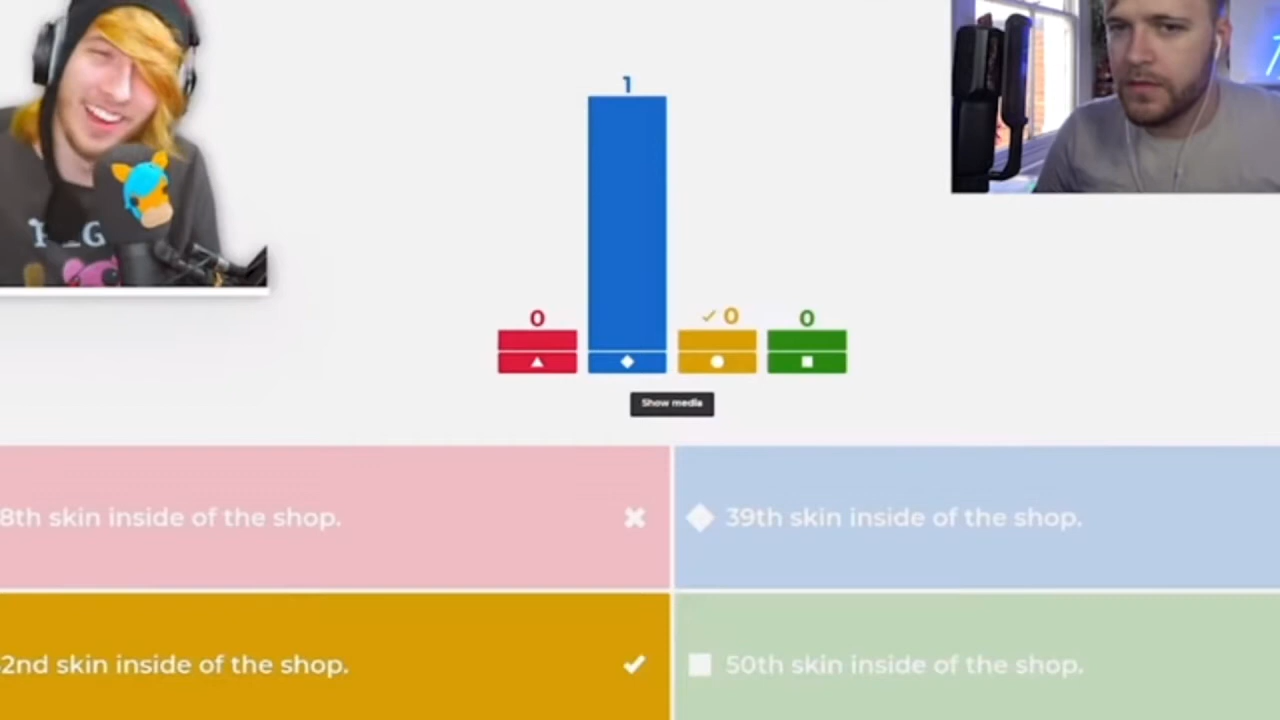 1
0
0
0
Show media
8th skin inside of the shop.
39th skin inside of the shop.
2nd skin inside of the shop.
50th skin inside of the shop.